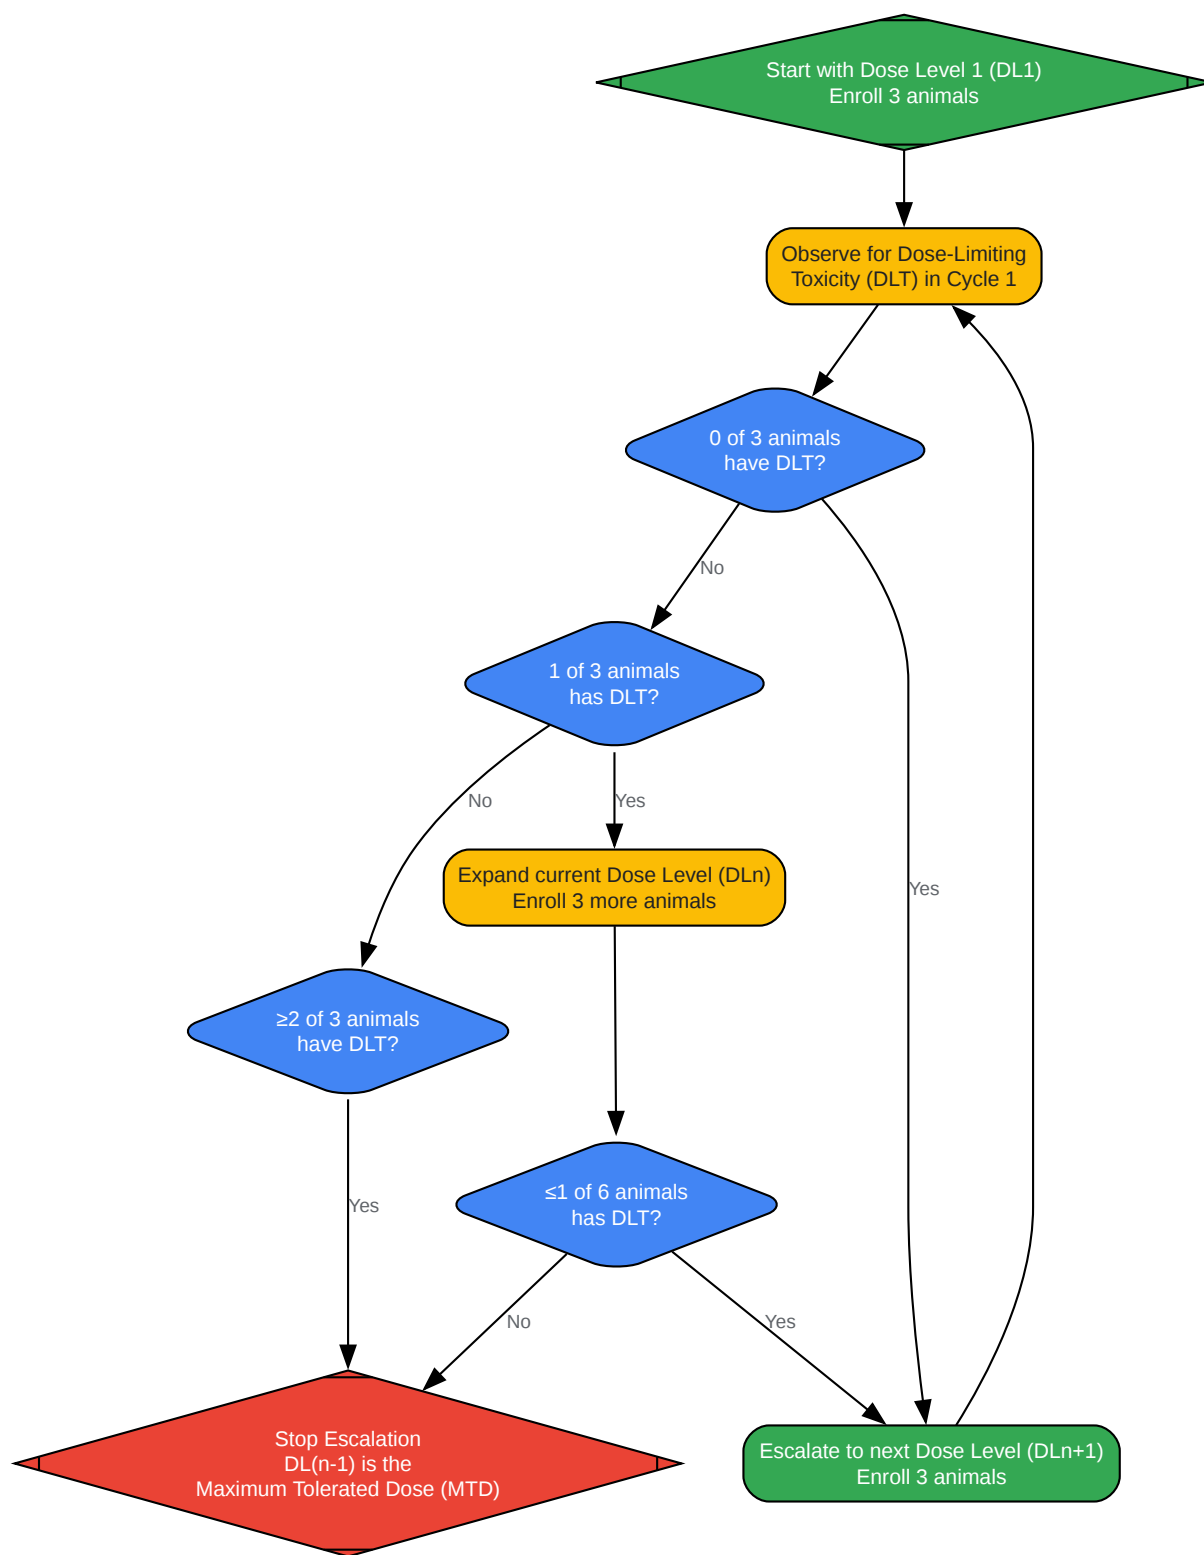 Start with Dose Level 1 (DL1)
Enroll 3 animals
Observe for Dose-Limiting
Toxicity (DLT) in Cycle 1
0 of 3 animals
have DLT?
No
1 of 3 animals
has DLT?
No
Yes
Expand current Dose Level (DLn)
Enroll 3 more animals
Yes
≥2 of 3 animals
have DLT?
Yes
≤1 of 6 animals
has DLT?
No
Yes
Stop Escalation
DL(n-1) is the
Maximum Tolerated Dose (MTD)
Escalate to next Dose Level (DLn+1)
Enroll 3 animals